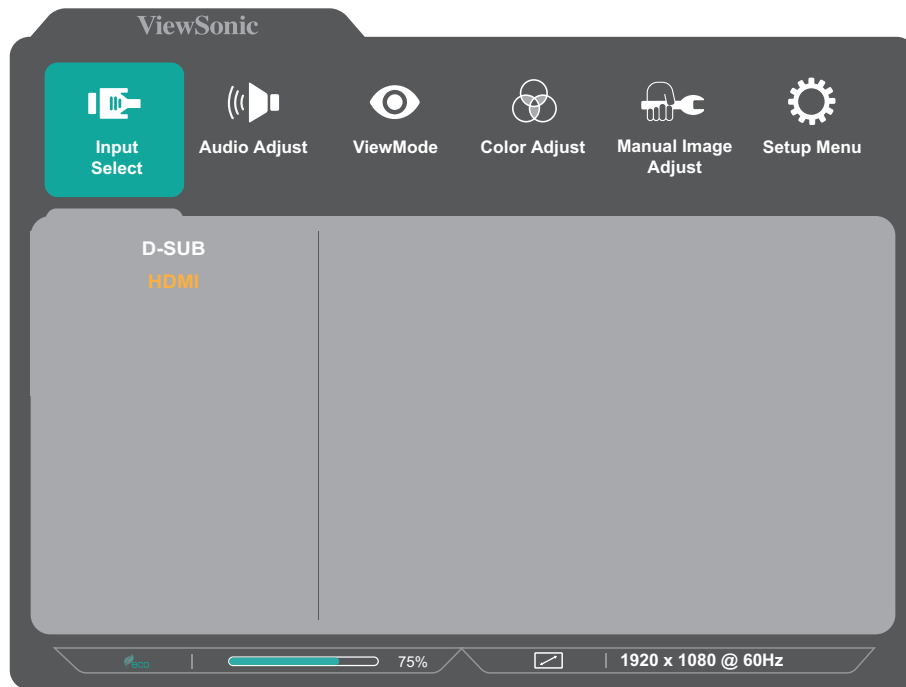 ViewSonic
Input
Select
Audio Adjust
ViewMode
Color Adjust
Manual Image
Adjust
Setup Menu
D-SUB
HDMI
eco
75%
1920 x 1080 @ 60Hz